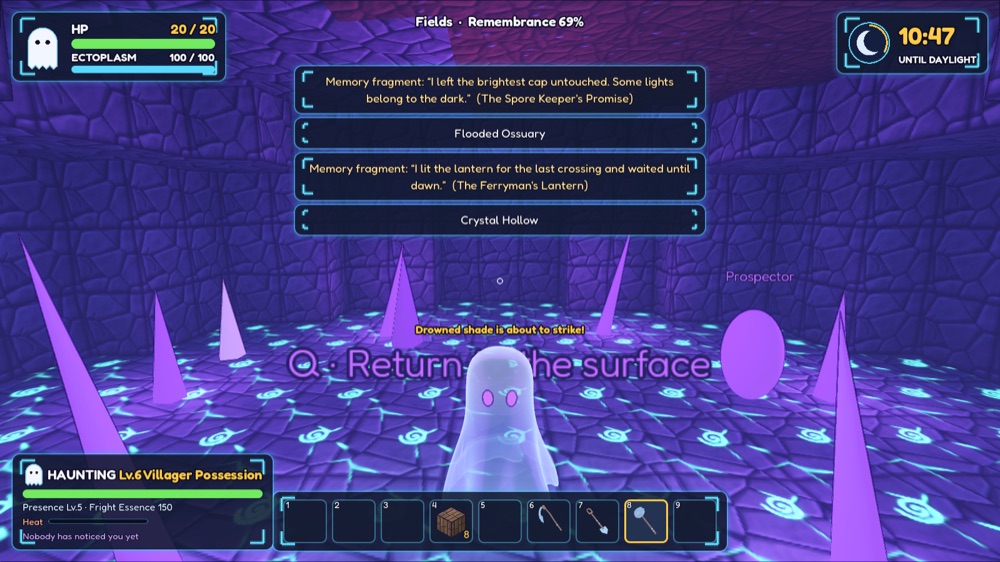 Fields · Remembrance 69%
HP 20 / 20
ECTOPLASM 100 / 100
10:47
UNTIL DAYLIGHT
Memory fragment: “I left the brightest cap untouched. Some lights
belong to the dark.” (The Spore Keeper's Promise)
Flooded Ossuary
Memory fragment: “I lit the lantern for the last crossing and waited until
dawn.” (The Ferryman's Lantern)
Crystal Hollow
Prospector
Drowned shade is about to strike!
Q · Return the surface
HAUNTING Lv.6 Villager Possession
Presence Lv.5 · Fright Essence 150
Heat
Nobody has noticed you yet
1 2 3 4 5 6 7 8 9
8